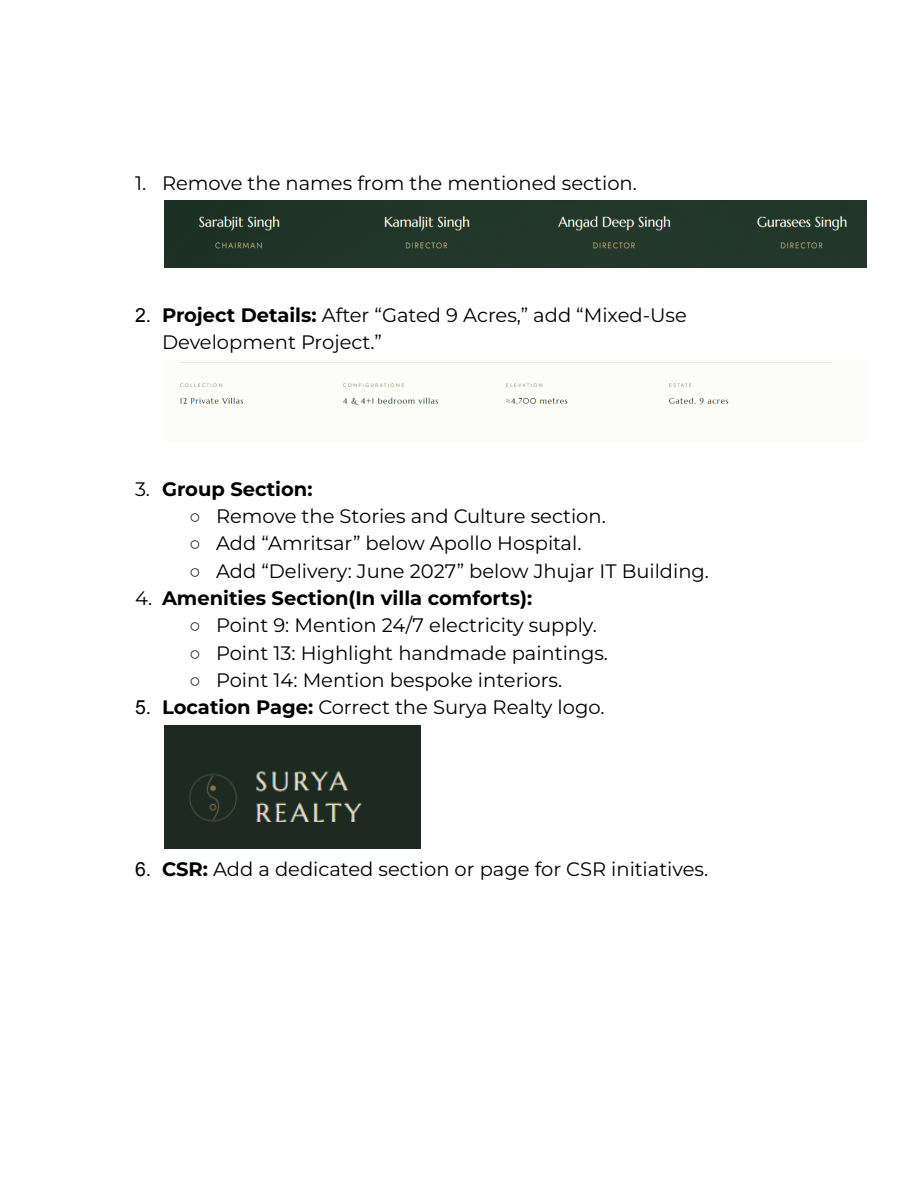 1. Remove the names from the mentioned section.
Sarabjit Singh Kamaljit Singh Angad Deep Singh Gurasees Singh
CHAIRMAN DIRECTOR DIRECTOR DIRECTOR
2. Project Details: After “Gated 9 Acres,” add “Mixed-Use
Development Project.”
COLLECTION CONFIGURATIONS ELEVATION ESTATE
12 Private Villas 4 & 4+1 bedroom villas ≈4,700 metres Gated, 9 acres
3. Group Section:
○ Remove the Stories and Culture section.
○ Add “Amritsar” below Apollo Hospital.
○ Add “Delivery: June 2027” below Jhujar IT Building.
4. Amenities Section(In villa comforts):
○ Point 9: Mention 24/7 electricity supply.
○ Point 13: Highlight handmade paintings.
○ Point 14: Mention bespoke interiors.
5. Location Page: Correct the Surya Realty logo.
SURYA
REALTY
6. CSR: Add a dedicated section or page for CSR initiatives.